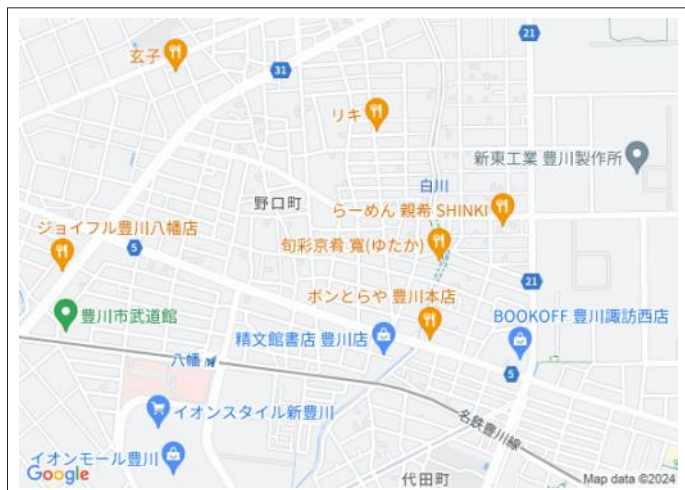 玄子
31
21
リキ
新東工業 豊川製作所
白川
野口町
らーめん 親希 SHINKI
ジョイフル豊川八幡店
5
旬彩京肴 寛(ゆたか)
21
ボンとらや 豊川本店
豊川市武道館
BOOKOFF 豊川諏訪西店
精文館書店 豊川店
八幡
5
イオンスタイル新豊川
名鉄豊川線
イオンモール豊川
代田町
Google
Map data ©2024